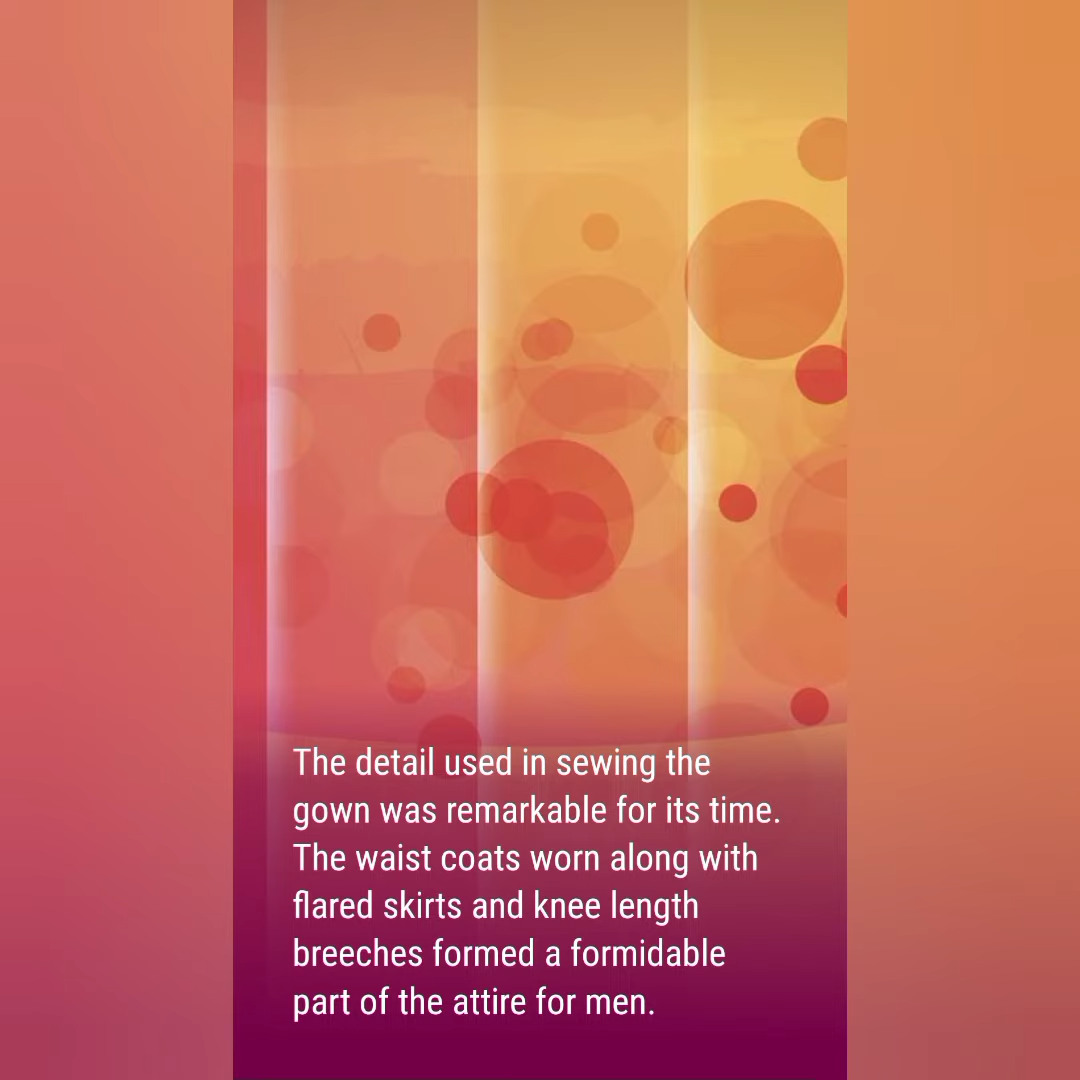 The detail used in sewing the
gown was remarkable for its time.
The waist coats worn along with
flared skirts and knee length
breeches formed a formidable
part of the attire for men.